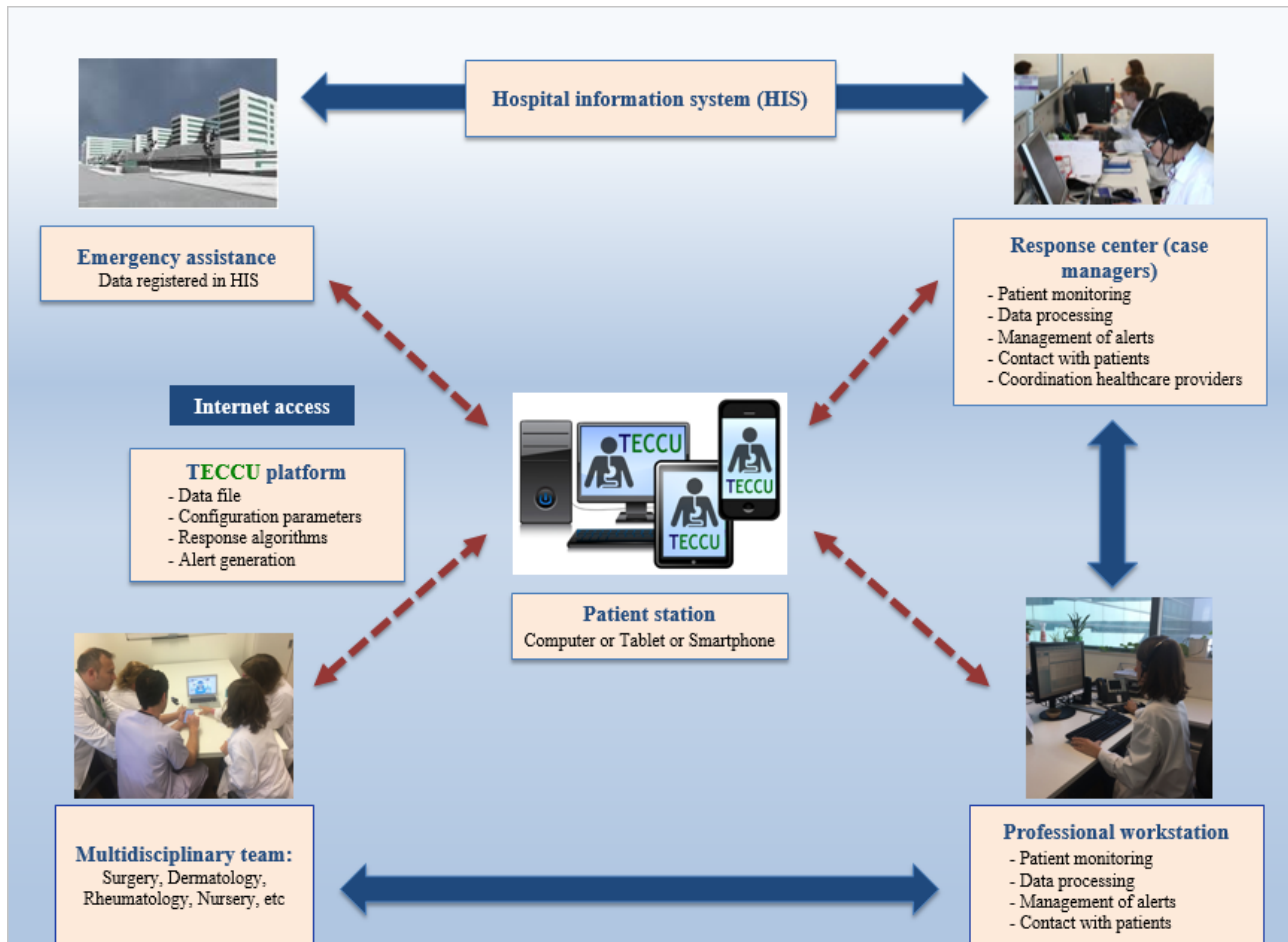 Hospital information system (HIS)
Emergency assistance
Data registered in HIS
Response center (case
managers)
- Patient monitoring
- Data processing
- Management of alerts
- Contact with patients
- Coordination healthcare providers
Internet access
TECCU platform
- Data file
- Configuration parameters
- Response algorithms
- Alert generation
TECCU
TECCU
TECCU
Patient station
Computer or Tablet or Smartphone
Multidisciplinary team:
Surgery, Dermatology,
Rheumatology, Nursery, etc
Professional workstation
- Patient monitoring
- Data processing
- Management of alerts
- Contact with patients